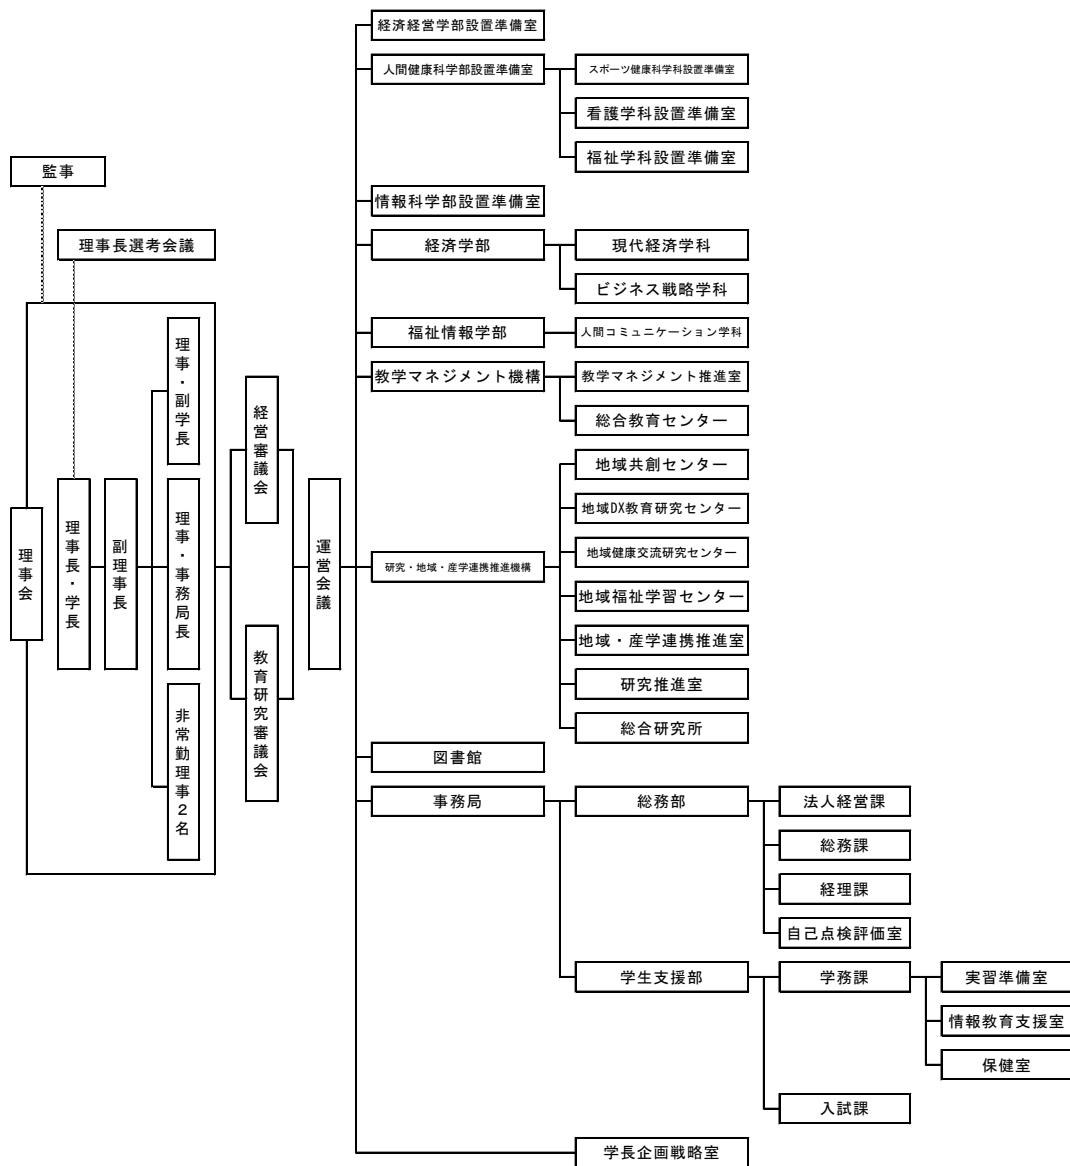 監事
理事長選考会議
理事会
理事長・学長
副理事長
理事・副学長
理事・事務局長
非常勤理事2名
経営審議会
教育研究審議会
運営会議
経済経営学部設置準備室
人間健康科学部設置準備室
スポーツ健康科学科設置準備室
看護学科設置準備室
福祉学科設置準備室
情報科学部設置準備室
経済学部
現代経済学科
ビジネス戦略学科
福祉情報学部
人間コミュニケーション学科
教学マネジメント機構
教学マネジメント推進室
総合教育センター
研究・地域・産学連携推進機構
地域共創センター
地域DX教育研究センター
地域健康交流研究センター
地域福祉学習センター
地域・産学連携推進室
研究推進室
総合研究所
図書館
事務局
総務部
法人経営課
総務課
経理課
自己点検評価室
学生支援部
学務課
実習準備室
情報教育支援室
保健室
入試課
学長企画戦略室